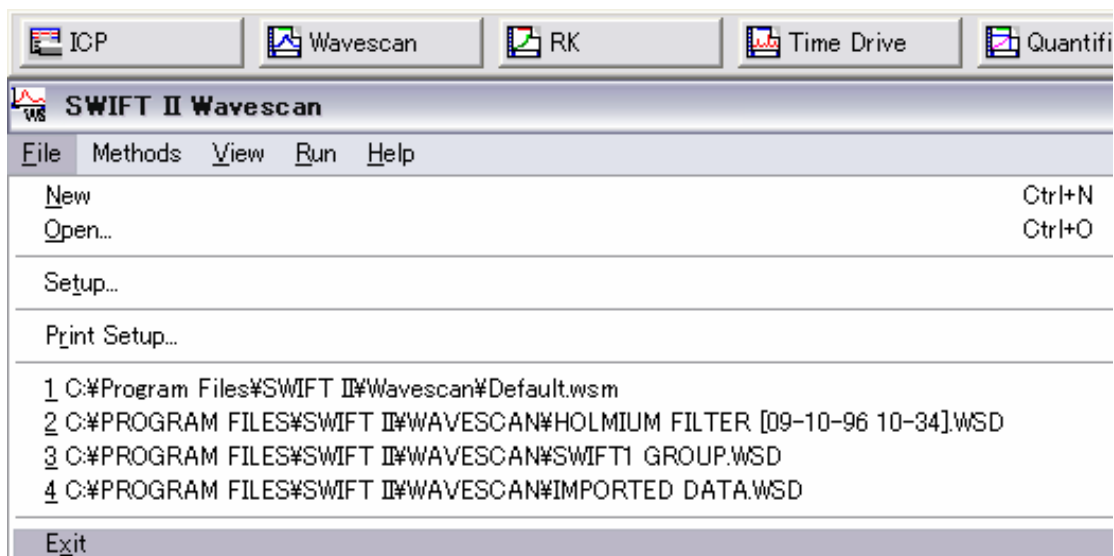 ICP Wavescan RK Time Drive Quantifi
SWIFT II Wavescan
File Methods View Run Help
New Ctrl+N
Open... Ctrl+O
Setup...
Print Setup...
1 C:¥Program Files¥SWIFT II¥Wavescan¥Default.wsm
2 C:¥PROGRAM FILES¥SWIFT II¥WAVESCAN¥HOLMIUM FILTER [09-10-96 10-34].WSD
3 C:¥PROGRAM FILES¥SWIFT II¥WAVESCAN¥SWIFT1 GROUP.WSD
4 C:¥PROGRAM FILES¥SWIFT II¥WAVESCAN¥IMPORTED DATA.WSD
Exit